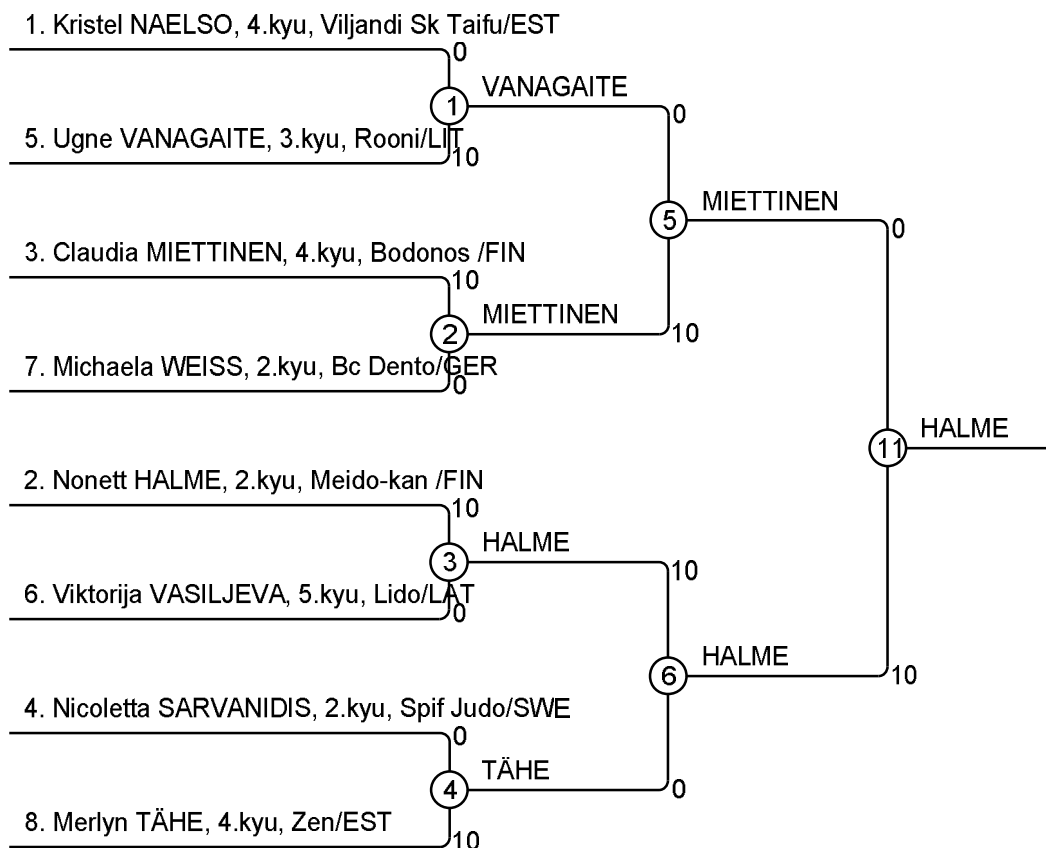 1. Kristel NAELSO, 4.kyu, Viljandi Sk Taifu/EST
0
1
VANAGAITE
0
5. Ugne VANAGAITE, 3.kyu, Rooni/LIT
10
5
MIETTINEN
0
3. Claudia MIETTINEN, 4.kyu, Bodonos /FIN
10
2
MIETTINEN
10
7. Michaela WEISS, 2.kyu, Bc Dento/GER
0
11
HALME
2. Nonett HALME, 2.kyu, Meido-kan /FIN
10
3
HALME
10
6. Viktorija VASILJEVA, 5.kyu, Lido/LAT
0
6
HALME
10
4. Nicoletta SARVANIDIS, 2.kyu, Spif Judo/SWE
0
4
TÄHE
0
8. Merlyn TÄHE, 4.kyu, Zen/EST
10